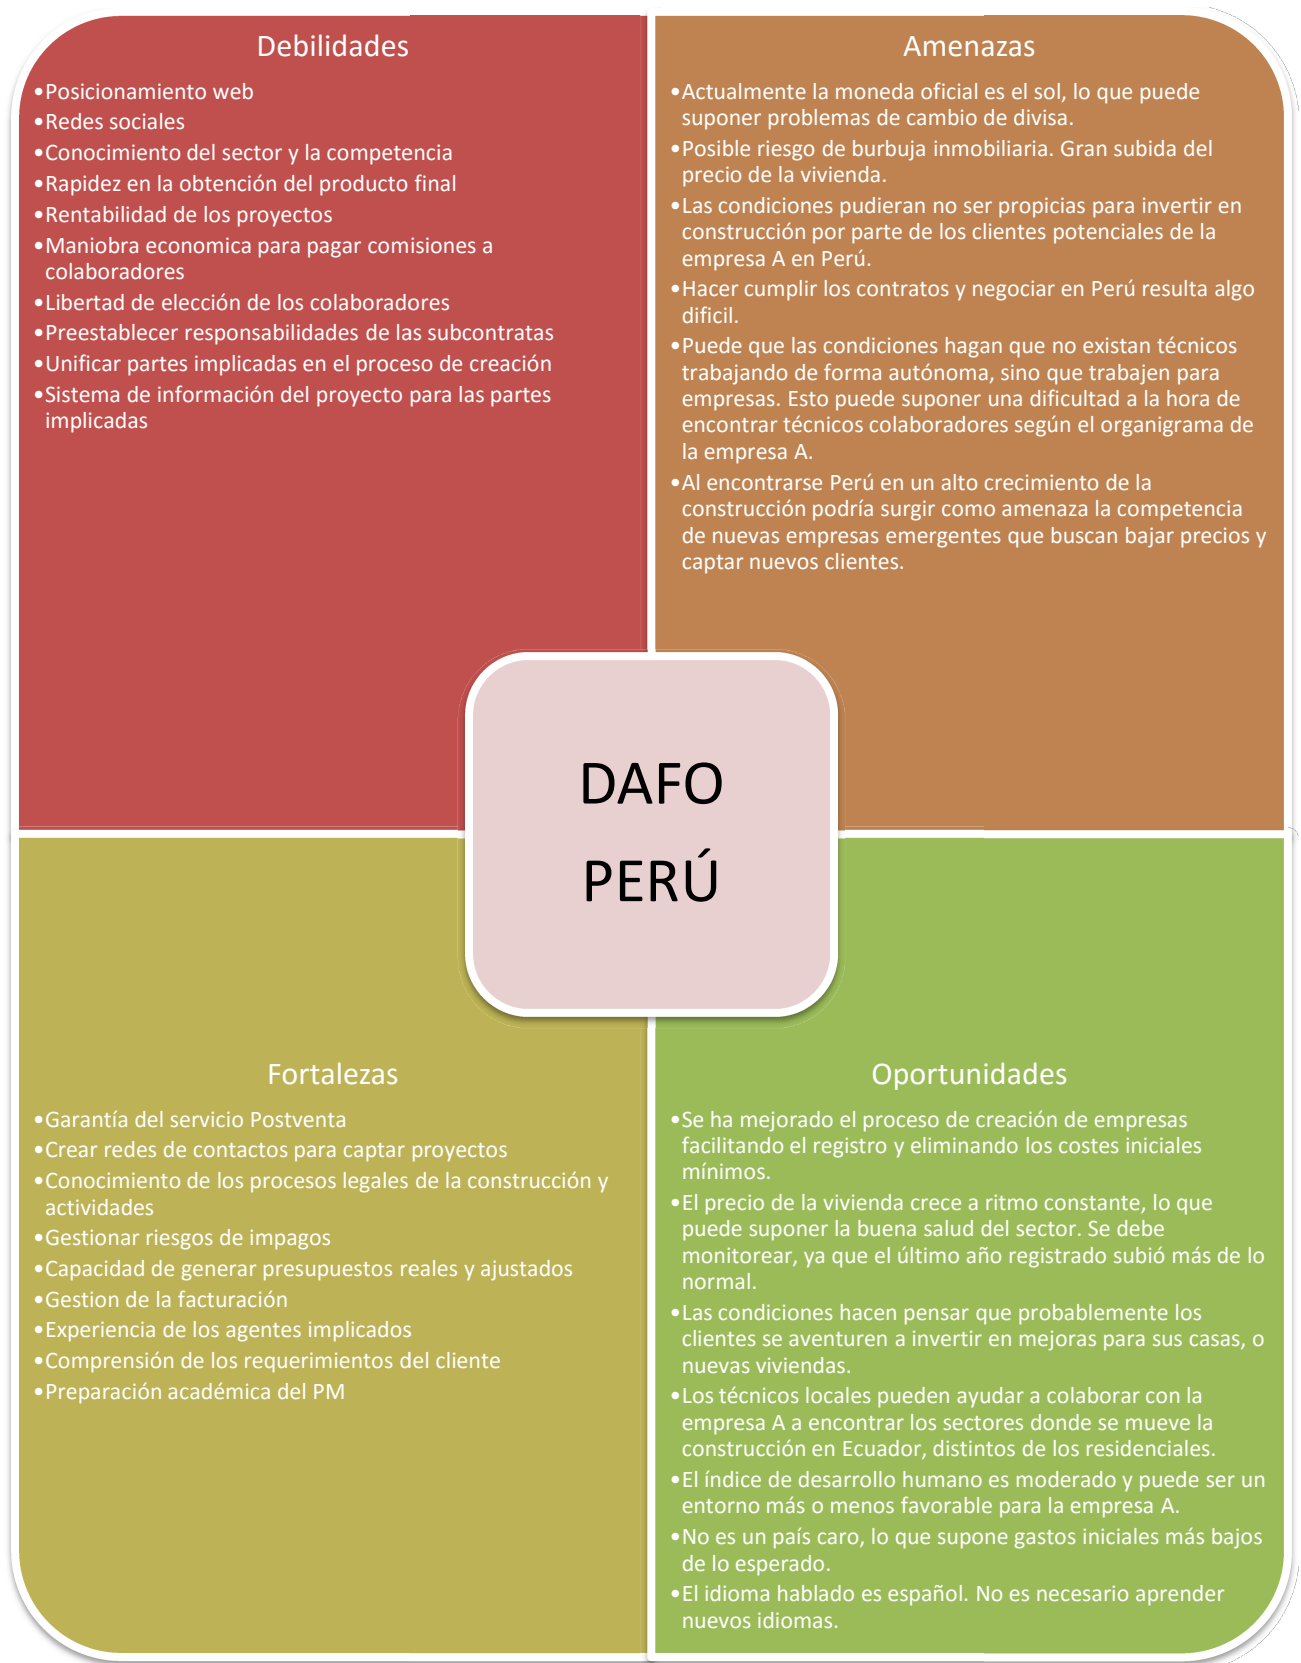 Debilidades
•Posicionamiento web
•Redes sociales
•Conocimiento del sector y la competencia
•Rapidez en la obtención del producto final
•Rentabilidad de los proyectos
•Maniobra economica para pagar comisiones a
colaboradores
•Libertad de elección de los colaboradores
•Preestablecer responsabilidades de las subcontratas
•Unificar partes implicadas en el proceso de creación
•Sistema de información del proyecto para las partes
implicadas
Amenazas
•Actualmente la moneda oficial es el sol, lo que puede
suponer problemas de cambio de divisa.
•Posible riesgo de burbuja inmobiliaria. Gran subida del
precio de la vivienda.
•Las condiciones pudieran no ser propicias para invertir en
construcción por parte de los clientes potenciales de la
empresa A en Perú.
•Hacer cumplir los contratos y negociar en Perú resulta algo
dificil.
•Puede que las condiciones hagan que no existan técnicos
trabajando de forma autónoma, sino que trabajen para
empresas. Esto puede suponer una dificultad a la hora de
encontrar técnicos colaboradores según el organigrama de
la empresa A.
•Al encontrarse Perú en un alto crecimiento de la
construcción podría surgir como amenaza la competencia
de nuevas empresas emergentes que buscan bajar precios y
captar nuevos clientes.
DAFO
PERÚ
Fortalezas
•Garantía del servicio Postventa
•Crear redes de contactos para captar proyectos
•Conocimiento de los procesos legales de la construcción y
actividades
•Gestionar riesgos de impagos
•Capacidad de generar presupuestos reales y ajustados
•Gestion de la facturación
•Experiencia de los agentes implicados
•Comprensión de los requerimientos del cliente
•Preparación académica del PM
Oportunidades
•Se ha mejorado el proceso de creación de empresas
facilitando el registro y eliminando los costes iniciales
mínimos.
•El precio de la vivienda crece a ritmo constante, lo que
puede suponer la buena salud del sector. Se debe
monitorear, ya que el último año registrado subió más de lo
normal.
•Las condiciones hacen pensar que probablemente los
clientes se aventuren a invertir en mejoras para sus casas, o
nuevas viviendas.
•Los técnicos locales pueden ayudar a colaborar con la
empresa A a encontrar los sectores donde se mueve la
construcción en Ecuador, distintos de los residenciales.
•El índice de desarrollo humano es moderado y puede ser un
entorno más o menos favorable para la empresa A.
•No es un país caro, lo que supone gastos iniciales más bajos
de lo esperado.
•El idioma hablado es español. No es necesario aprender
nuevos idiomas.